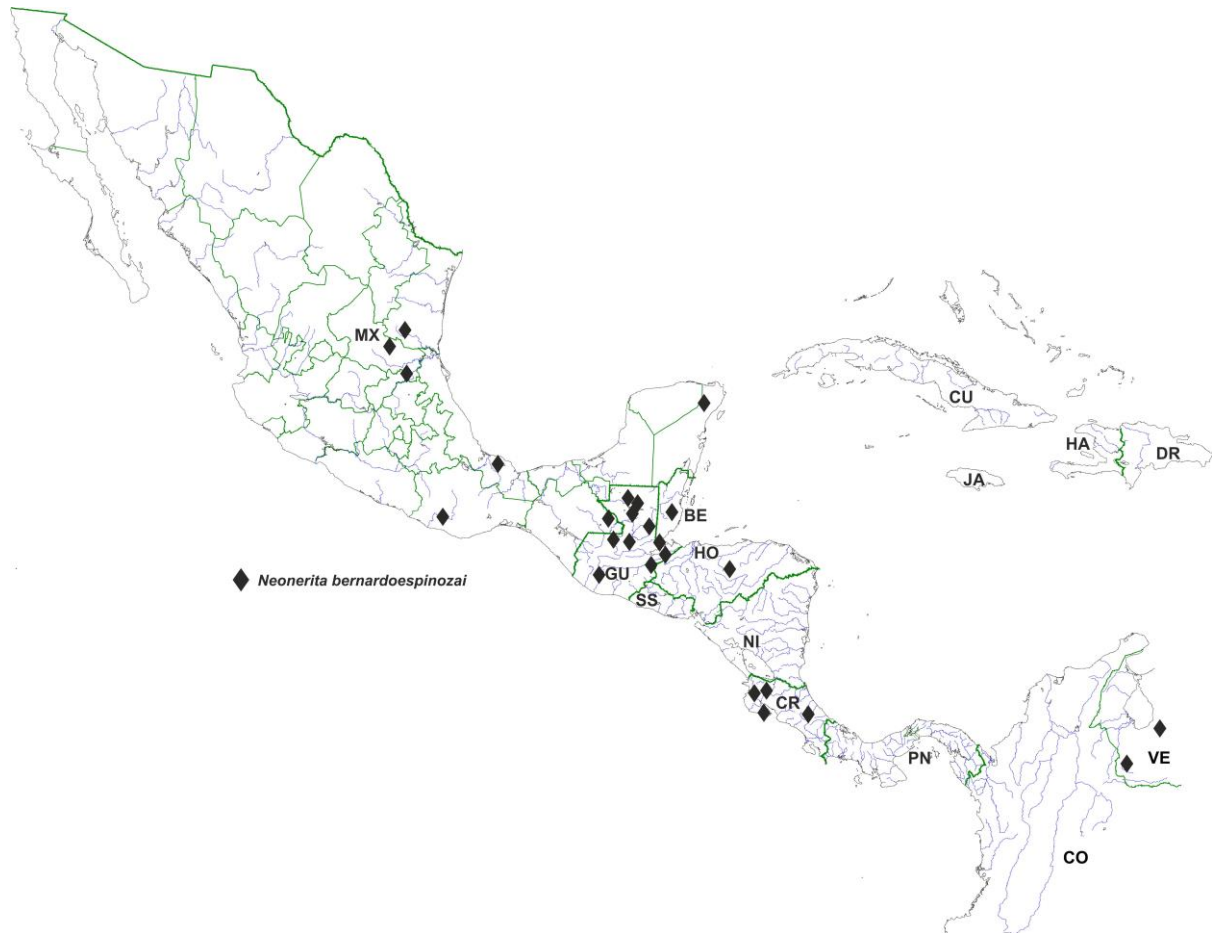 MX
CU
HA
DR
JA
BE
HO
GU
Neonerita bernardoespinozai
SS
NI
CR
PN
VE
CO